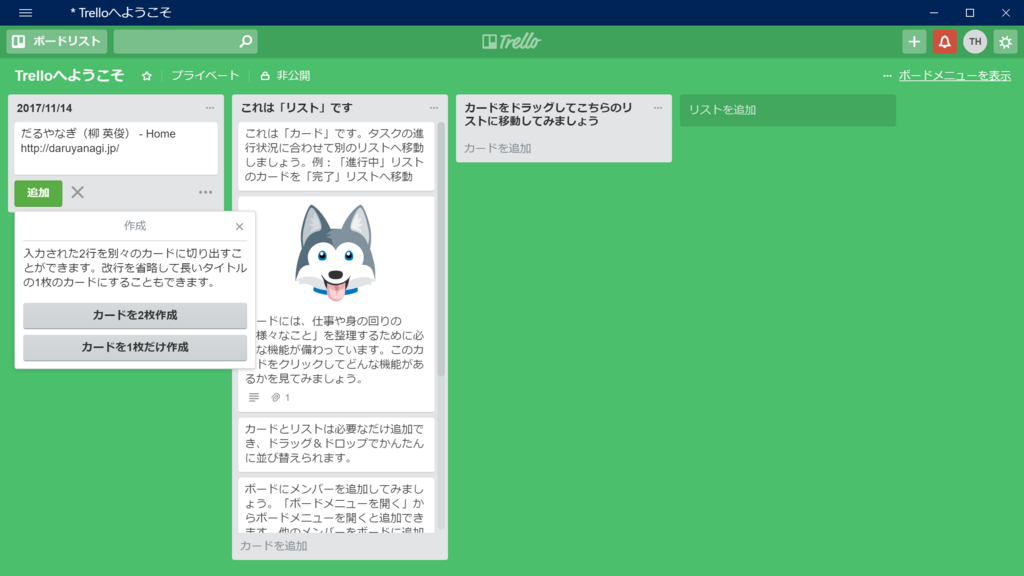 * Trelloへようこそ
ボードリスト
Trello
TH
Trelloへようこそ
プライベート
非公開
ボードメニューを表示
2017/11/14
だるやなぎ（柳 英俊） - Home
http://daruyanagi.jp/
追加
作成
入力された2行を別々のカードに切り出すこ
とができます。改行を省略して長いタイトル
の1枚のカードにすることもできます。
カードを2枚作成
カードを1枚だけ作成
これは「リスト」です
これは「カード」です。タスクの進
行状況に合わせて別のリストへ移動
しましょう。例：「進行中」リスト
のカードを「完了」リストへ移動
ードには、仕事や身の回りの
様々なこと」を整理するために必
な機能が備わっています。このカ
ドをクリックしてどんな機能があ
るかを見てみましょう。
1
カードとリストは必要なだけ追加で
き、ドラッグ＆ドロップでかんたん
に並び替えられます。
ボードにメンバーを追加してみまし
ょう。「ボードメニューを開く」か
らボードメニューを開くと追加でき
ます。他のメンバーをボードに追加
カードを追加
カードをドラッグしてこちらのリ
ストに移動してみましょう
カードを追加
リストを追加